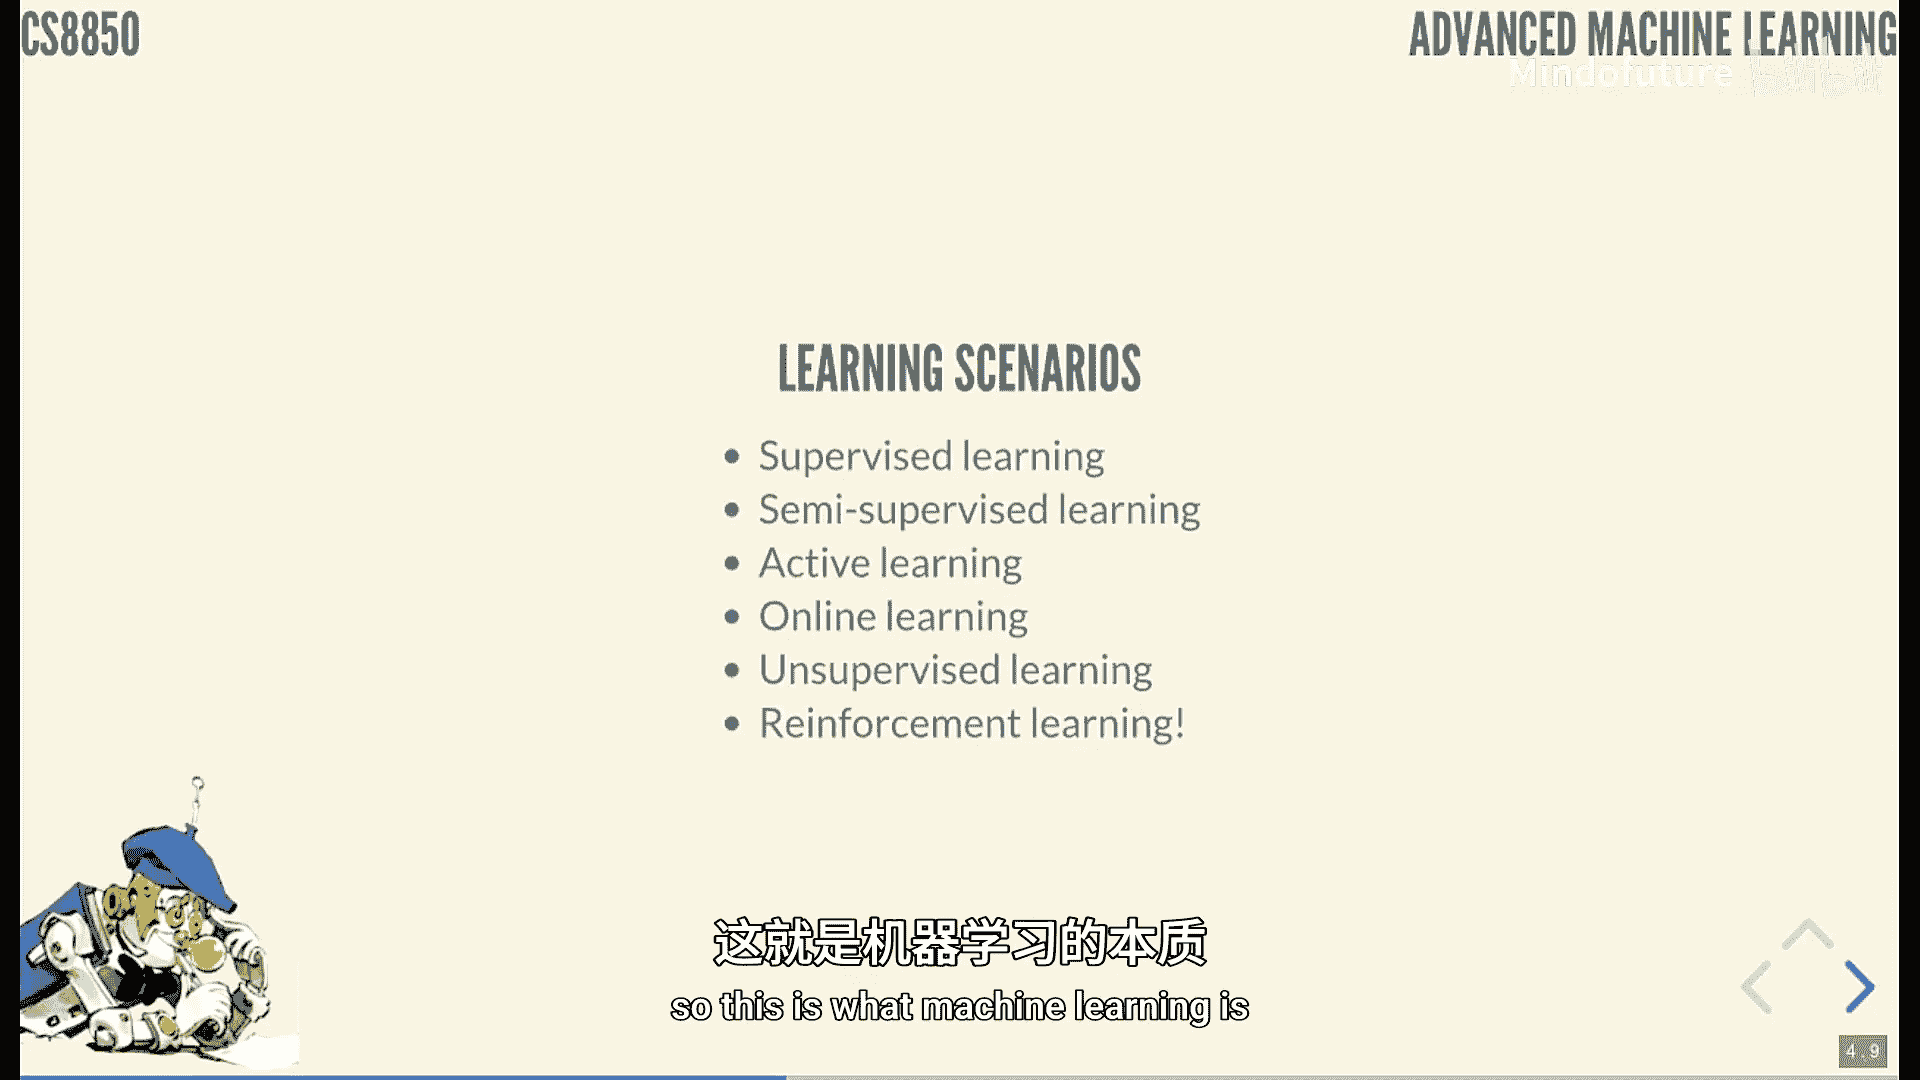 CS8850
ADVANCED MACHINE LEARNING
Mindofuture bilibili
LEARNING SCENARIOS
• Supervised learning
• Semi-supervised learning
• Active learning
• Online learning
• Unsupervised learning
• Reinforcement learning!
这就是机器学习的本质
so this is what machine learning is
4.9